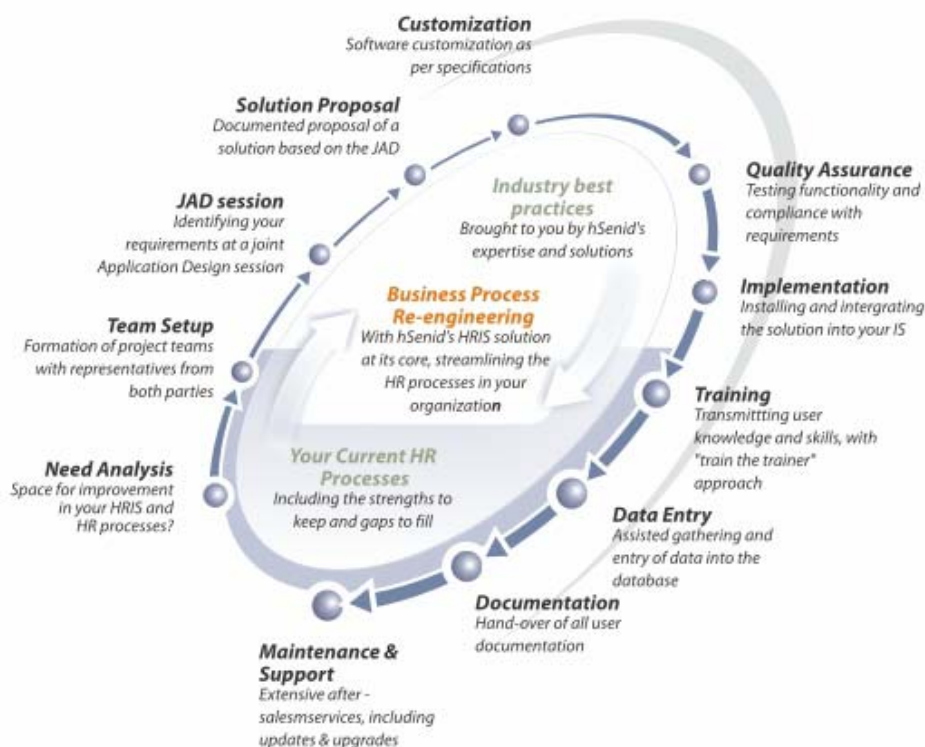 Customization
Software customization as
per specifications
Solution Proposal
Documented proposal of a
solution based on the JAD
JAD session
Identifying your
requirements at a joint
Application Design session
Team Setup
Formation of project teams
with representatives from
both parties
Need Analysis
Space for improvement
in your HRIS and
HR processes?
Industry best
practices
Brought to you by hSenid's
expertise and solutions
Business Process
Re-engineering
With hSenid's HRIS solution
at its core, streamlining the
HR processes in your
organization
Your Current HR
Processes
Including the strengths to
keep and gaps to fill
Quality Assurance
Testing functionality and
compliance with
requirements
Implementation
Installing and intergrating
the solution into your IS
Training
Transmittting user
knowledge and skills, with
"train the trainer"
approach
Data Entry
Assisted gathering and
entry of data into the
database
Documentation
Hand-over of all user
documentation
Maintenance &
Support
Extensive after -
salesmservices, including
updates & upgrades